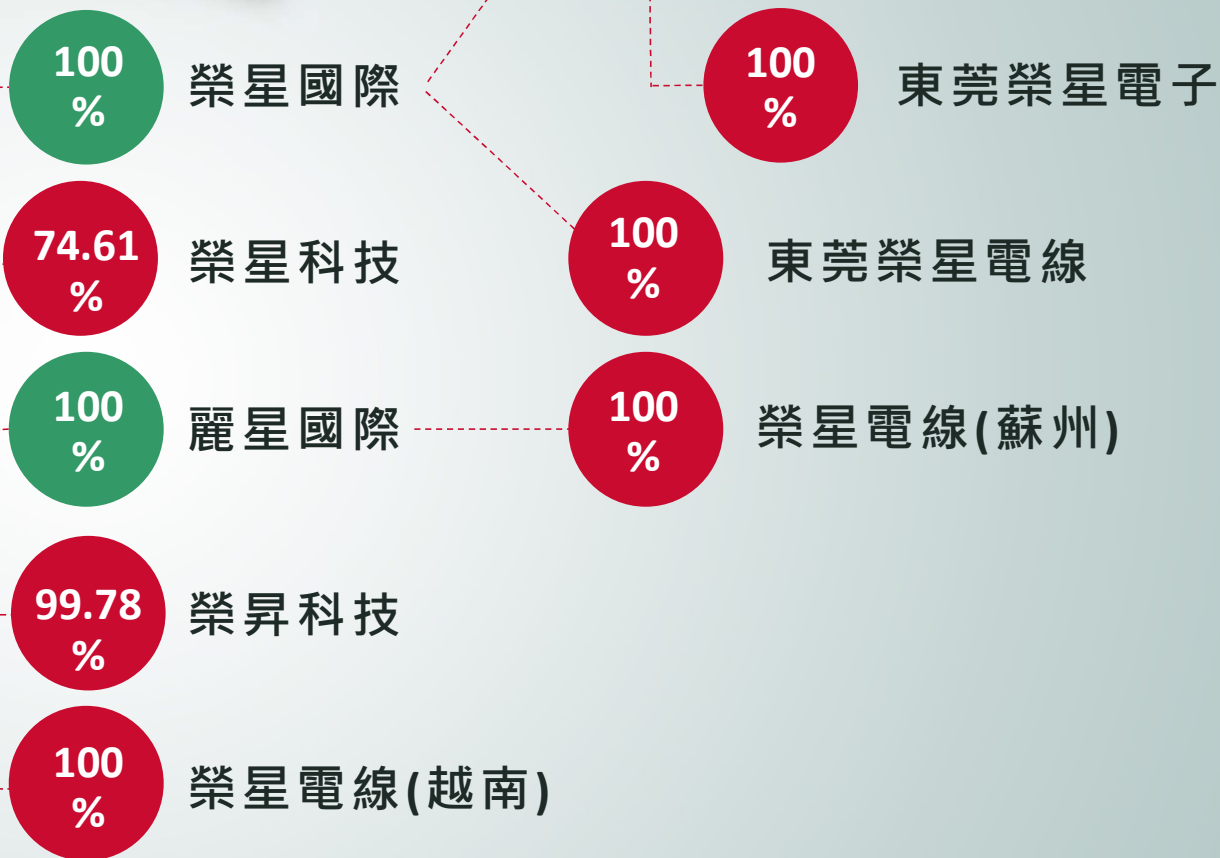 100
%
榮星國際
100
%
東莞榮星電子
74.61
%
榮星科技
100
%
東莞榮星電線
100
%
麗星國際
100
%
榮星電線(蘇州)
99.78
%
榮昇科技
100
%
榮星電線(越南)